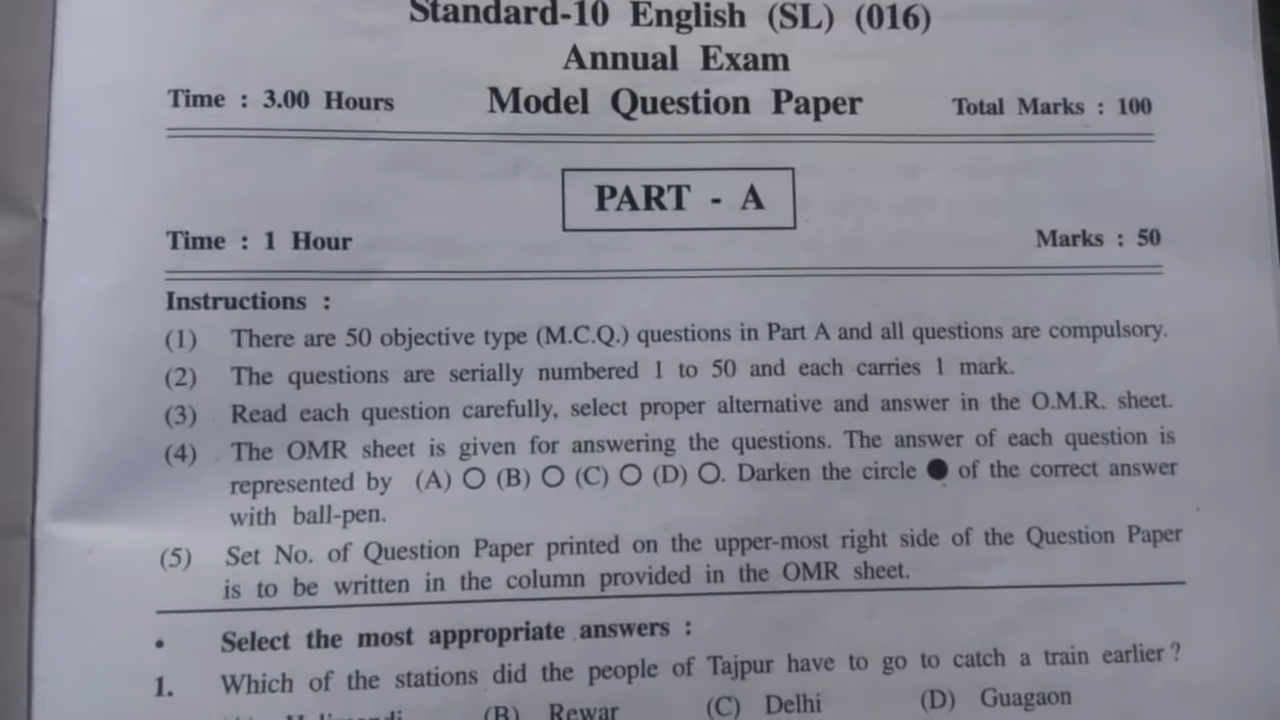 Standard-10 English (SL) (016)
Annual Exam
Time : 3.00 Hours Model Question Paper Total Marks : 100
PART - A
Time : 1 Hour Marks : 50
Instructions :
(1) There are 50 objective type (M.C.Q.) questions in Part A and all questions are compulsory.
(2) The questions are serially numbered 1 to 50 and each carries 1 mark.
(3) Read each question carefully, select proper alternative and answer in the O.M.R. sheet.
(4) The OMR sheet is given for answering the questions. The answer of each question is
represented by (A) O (B) O (C) O (D) O. Darken the circle ● of the correct answer
with ball-pen.
(5) Set No. of Question Paper printed on the upper-most right side of the Question Paper
is to be written in the column provided in the OMR sheet.
• Select the most appropriate answers :
1. Which of the stations did the people of Tajpur have to go to catch a train earlier ?
(B) Rewar (C) Delhi (D) Guagaon